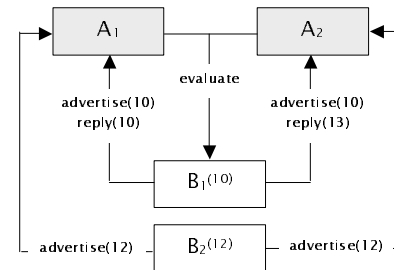 A1 A2
evaluate
advertise(10) advertise(10)
reply(10) reply(13)
B1(10)
advertise(12) B2(12) advertise(12)